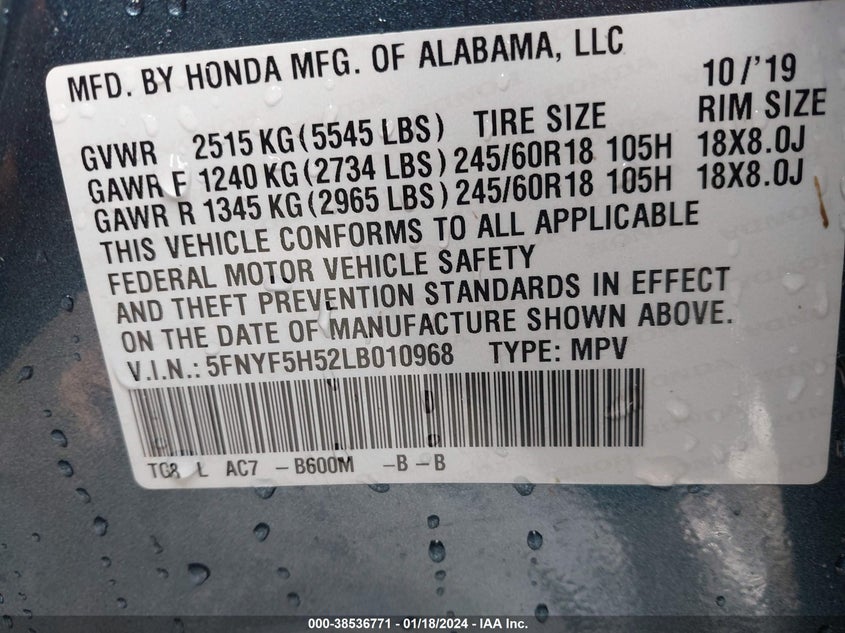 MFD. BY HONDA MFG. OF ALABAMA, LLC 10/'19
GVWR 2515 KG (5545 LBS) TIRE SIZE RIM SIZE
GAWR F 1240 KG (2734 LBS) 245/60R18 105H 18X8.0J
GAWR R 1345 KG (2965 LBS) 245/60R18 105H 18X8.0J
THIS VEHICLE CONFORMS TO ALL APPLICABLE
FEDERAL MOTOR VEHICLE SAFETY
AND THEFT PREVENTION STANDARDS IN EFFECT
ON THE DATE OF MANUFACTURE SHOWN ABOVE.
V.I.N.: 5FNYF5H52LB010968 TYPE: MPV
TG8 L AC7 -B600M -B -B
000-38536771 - 01/18/2024 - IAA Inc.